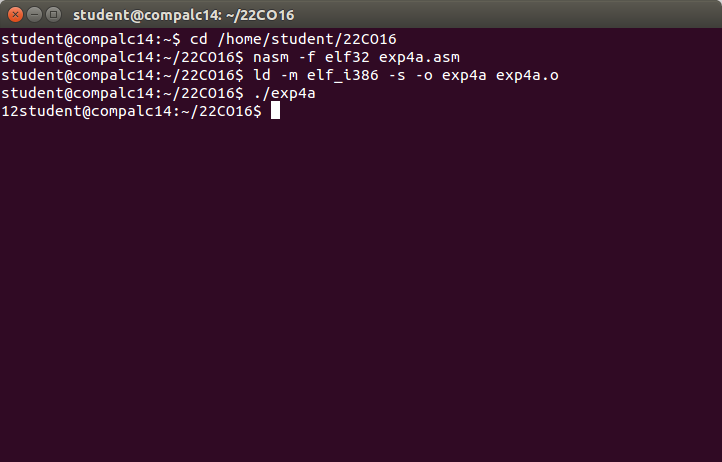 student@compalc14: ~/22CO16
student@compalc14:~$ cd /home/student/22CO16
student@compalc14:~/22CO16$ nasm -f elf32 exp4a.asm
student@compalc14:~/22CO16$ ld -m elf_i386 -s -o exp4a exp4a.o
student@compalc14:~/22CO16$ ./exp4a
12student@compalc14:~/22CO16$